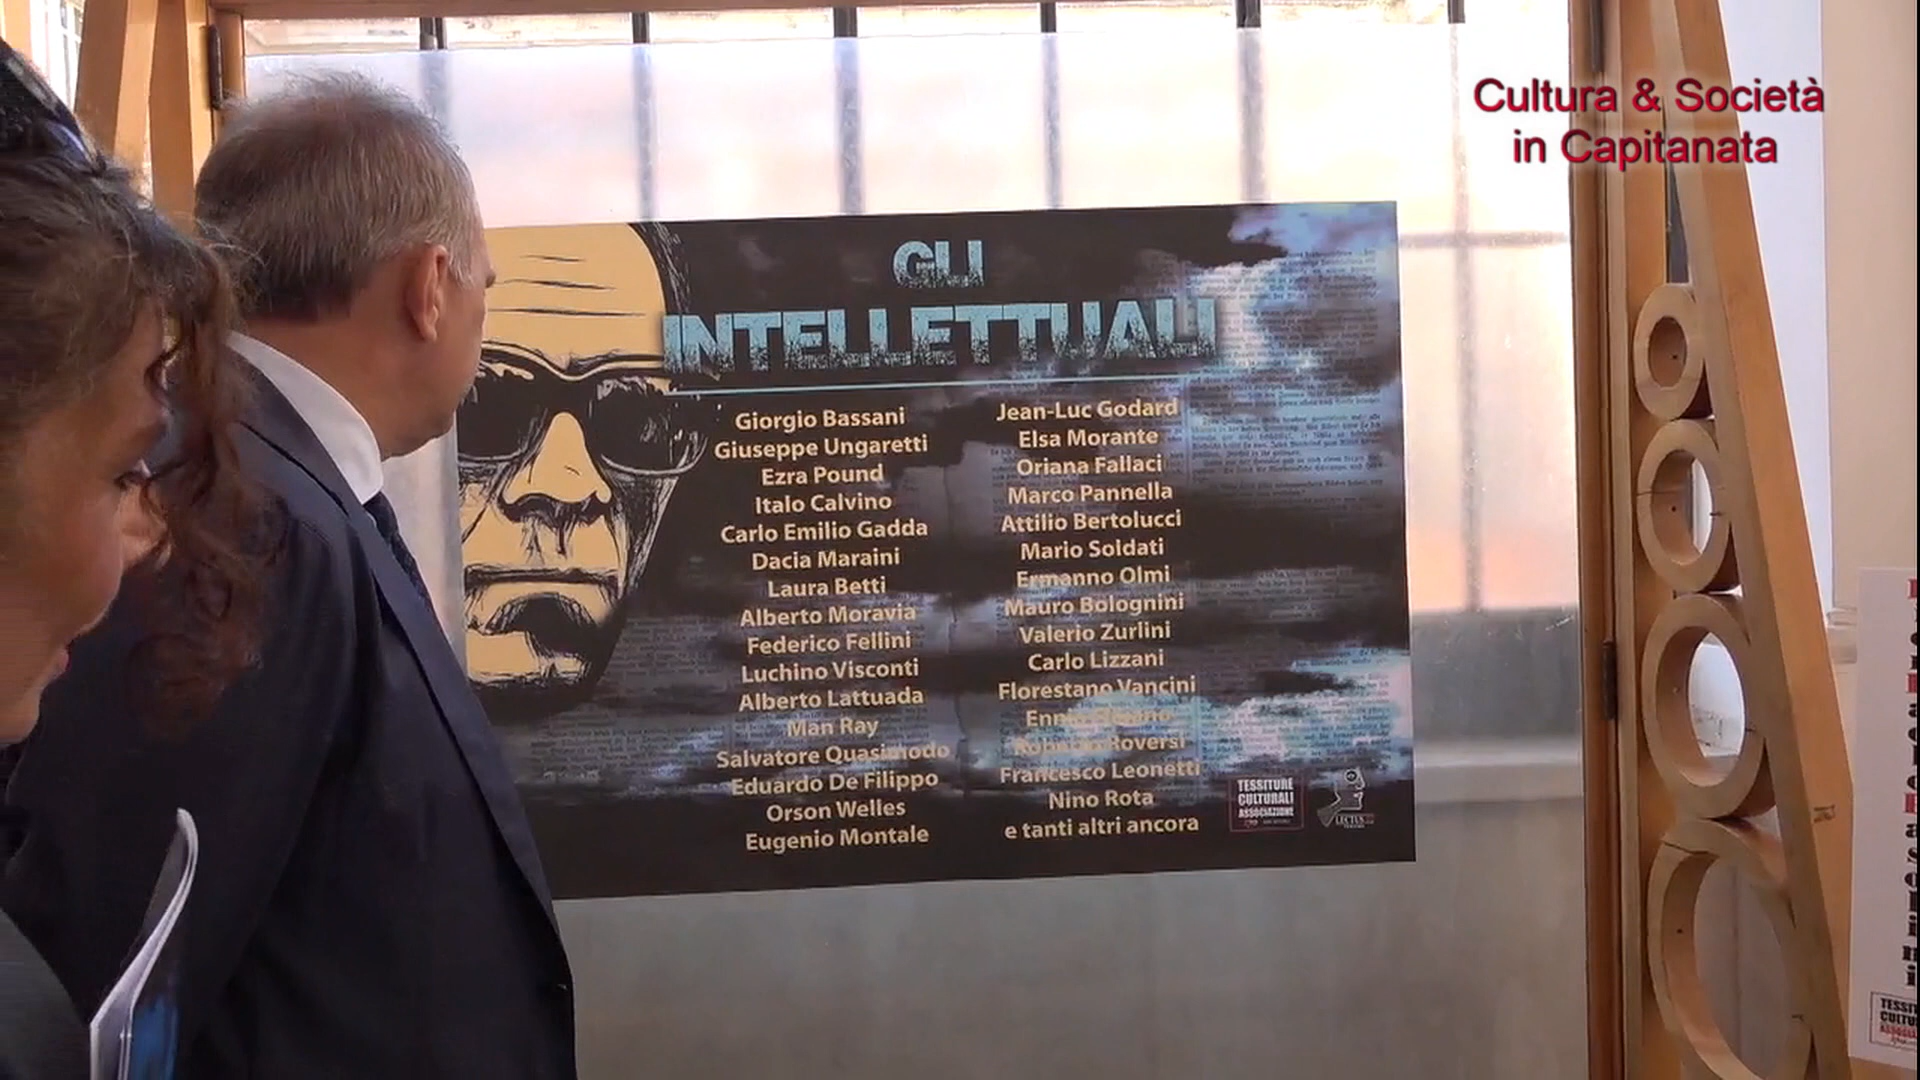 Cultura & Società
in Capitanata
GLI
INTELLETTUALI
Giorgio Bassani
Giuseppe Ungaretti
Ezra Pound
Italo Calvino
Carlo Emilio Gadda
Dacia Maraini
Laura Betti
Alberto Moravia
Federico Fellini
Luchino Visconti
Alberto Lattuada
Man Ray
Salvatore Quasimodo
Eduardo De Filippo
Orson Welles
Eugenio Montale
Jean-Luc Godard
Elsa Morante
Oriana Fallaci
Marco Pannella
Attilio Bertolucci
Mario Soldati
Ermanno Olmi
Mauro Bolognini
Valerio Zurlini
Carlo Lizzani
Florestano Vancini
Ennio
Roberto Roversi
Francesco Leonetti
Nino Rota
e tanti altri ancora
TESSITURE
CULTURALI
ASSOCIAZIONE